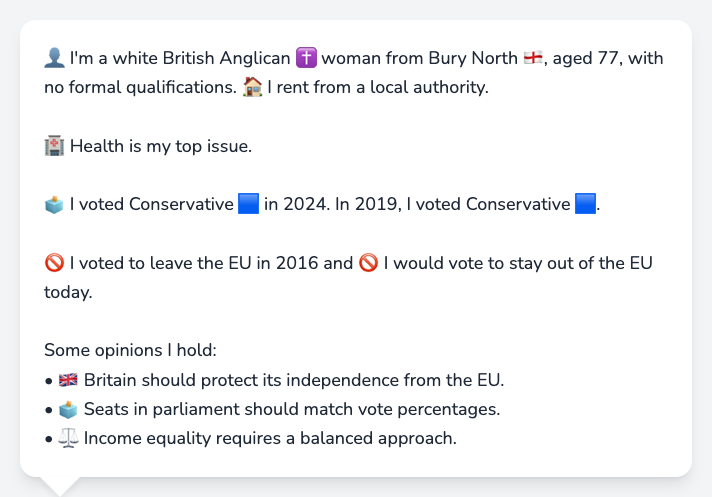 👤 I'm a white British Anglican ✝️ woman from Bury North 🏴󠁧󠁢󠁥󠁮󠁧󠁿, aged 77, with
no formal qualifications. 🏠 I rent from a local authority.
🏥 Health is my top issue.
🗳️ I voted Conservative 🟦 in 2024. In 2019, I voted Conservative 🟦.
🚫 I voted to leave the EU in 2016 and 🚫 I would vote to stay out of the EU
today.
Some opinions I hold:
• 🇬🇧 Britain should protect its independence from the EU.
• 🗳️ Seats in parliament should match vote percentages.
• ⚖️ Income equality requires a balanced approach.